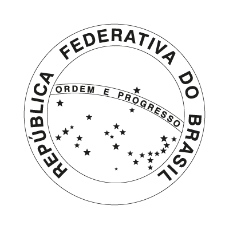 REPÚBLICA FEDERATIVA DO BRASIL
ORDEM E PROGRESSO